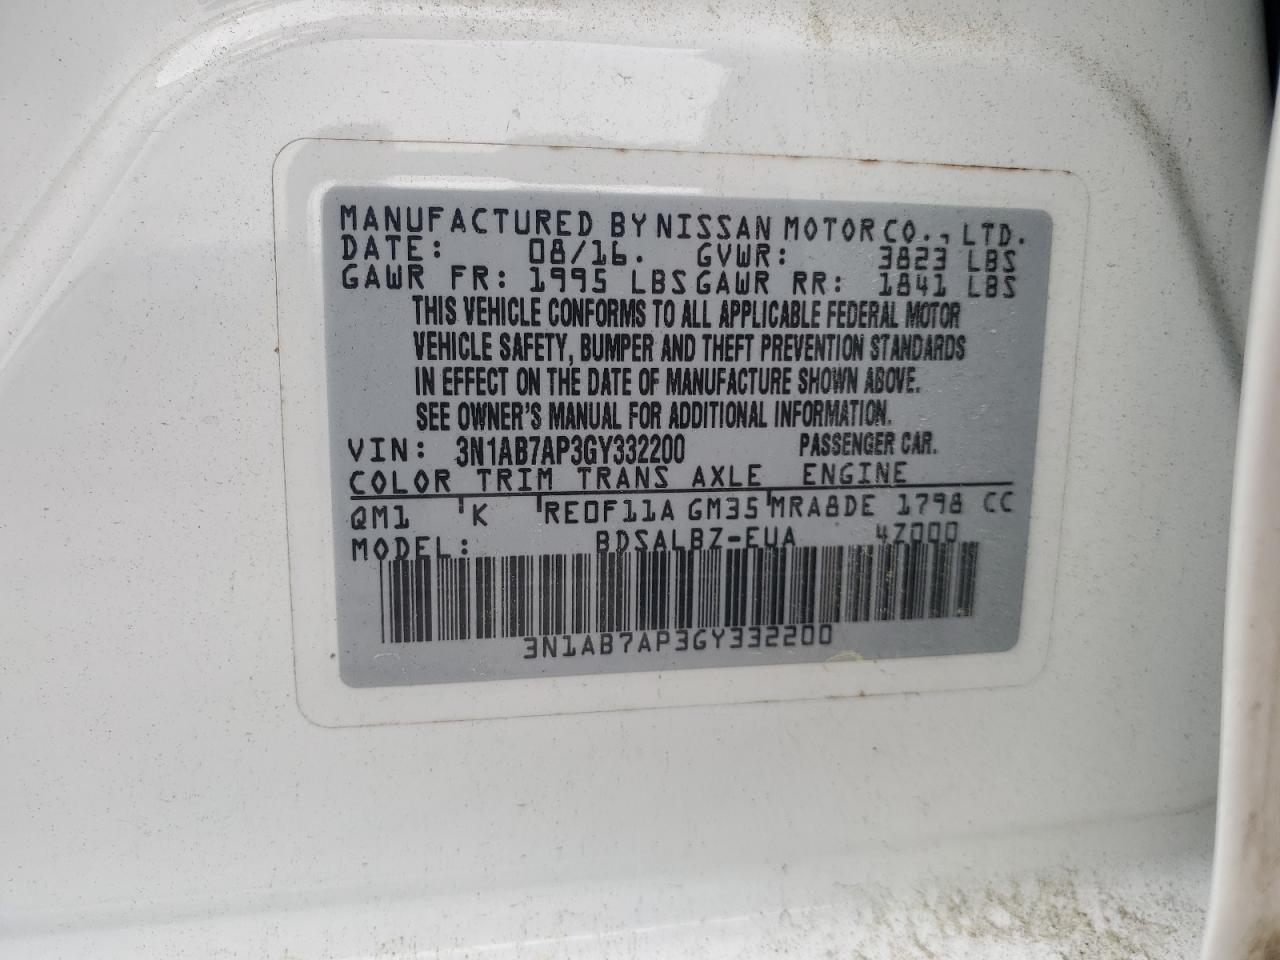 MANUFACTURED BY NISSAN MOTOR CO., LTD.
DATE: 08/16. GVWR: 3823 LBS
GAWR FR: 1995 LBS GAWR RR: 1841 LBS
THIS VEHICLE CONFORMS TO ALL APPLICABLE FEDERAL MOTOR
VEHICLE SAFETY, BUMPER AND THEFT PREVENTION STANDARDS
IN EFFECT ON THE DATE OF MANUFACTURE SHOWN ABOVE.
SEE OWNER'S MANUAL FOR ADDITIONAL INFORMATION.
VIN: 3N1AB7AP3GY332200 PASSENGER CAR.
COLOR TRIM TRANS AXLE ENGINE
QM1 K RE0F11A GM35 MRA8DE 1798 CC
MODEL: BDSALBZ-EUA 4Z000
3N1AB7AP3GY332200